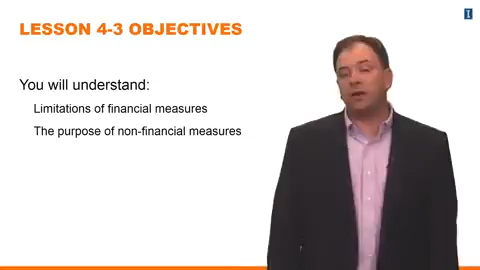 LESSON 4-3 OBJECTIVES
You will understand:
Limitations of financial measures
The purpose of non-financial measures
I